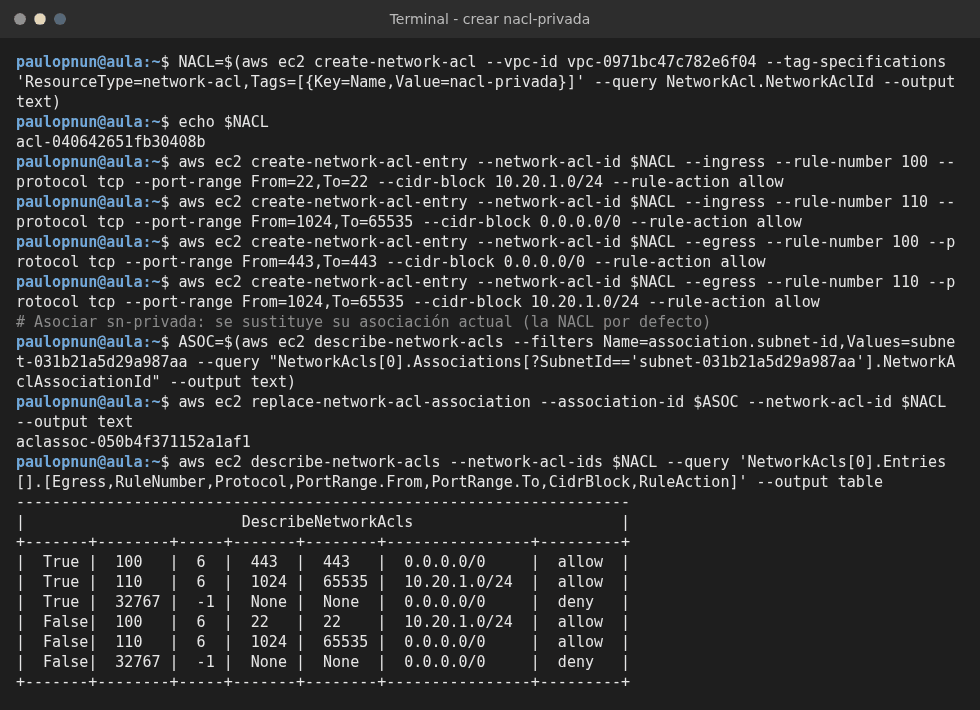 Terminal - crear nacl-privada
paulopnun@aula:~$ NACL=$(aws ec2 create-network-acl --vpc-id vpc-0971bc47c782e6f04 --tag-specifications
'ResourceType=network-acl,Tags=[{Key=Name,Value=nacl-privada}]' --query NetworkAcl.NetworkAclId --output
text)
paulopnun@aula:~$ echo $NACL
acl-040642651fb30408b
paulopnun@aula:~$ aws ec2 create-network-acl-entry --network-acl-id $NACL --ingress --rule-number 100 --
protocol tcp --port-range From=22,To=22 --cidr-block 10.20.1.0/24 --rule-action allow
paulopnun@aula:~$ aws ec2 create-network-acl-entry --network-acl-id $NACL --ingress --rule-number 110 --
protocol tcp --port-range From=1024,To=65535 --cidr-block 0.0.0.0/0 --rule-action allow
paulopnun@aula:~$ aws ec2 create-network-acl-entry --network-acl-id $NACL --egress --rule-number 100 --p
rotocol tcp --port-range From=443,To=443 --cidr-block 0.0.0.0/0 --rule-action allow
paulopnun@aula:~$ aws ec2 create-network-acl-entry --network-acl-id $NACL --egress --rule-number 110 --p
rotocol tcp --port-range From=1024,To=65535 --cidr-block 10.20.1.0/24 --rule-action allow
# Asociar sn-privada: se sustituye su asociación actual (la NACL por defecto)
paulopnun@aula:~$ ASOC=$(aws ec2 describe-network-acls --filters Name=association.subnet-id,Values=subne
t-031b21a5d29a987aa --query "NetworkAcls[0].Associations[?SubnetId=='subnet-031b21a5d29a987aa'].NetworkA
clAssociationId" --output text)
paulopnun@aula:~$ aws ec2 replace-network-acl-association --association-id $ASOC --network-acl-id $NACL
--output text
aclassoc-050b4f371152a1af1
paulopnun@aula:~$ aws ec2 describe-network-acls --network-acl-ids $NACL --query 'NetworkAcls[0].Entries
[].[Egress,RuleNumber,Protocol,PortRange.From,PortRange.To,CidrBlock,RuleAction]' --output table
--------------------------------------------------------------------
|                        DescribeNetworkAcls                       |
+-------+--------+-----+-------+--------+----------------+---------+
|  True |  100   |  6  |  443  |  443   |  0.0.0.0/0     |  allow  |
|  True |  110   |  6  |  1024 |  65535 |  10.20.1.0/24  |  allow  |
|  True |  32767 |  -1 |  None |  None  |  0.0.0.0/0     |  deny   |
|  False|  100   |  6  |  22   |  22    |  10.20.1.0/24  |  allow  |
|  False|  110   |  6  |  1024 |  65535 |  0.0.0.0/0     |  allow  |
|  False|  32767 |  -1 |  None |  None  |  0.0.0.0/0     |  deny   |
+-------+--------+-----+-------+--------+----------------+---------+